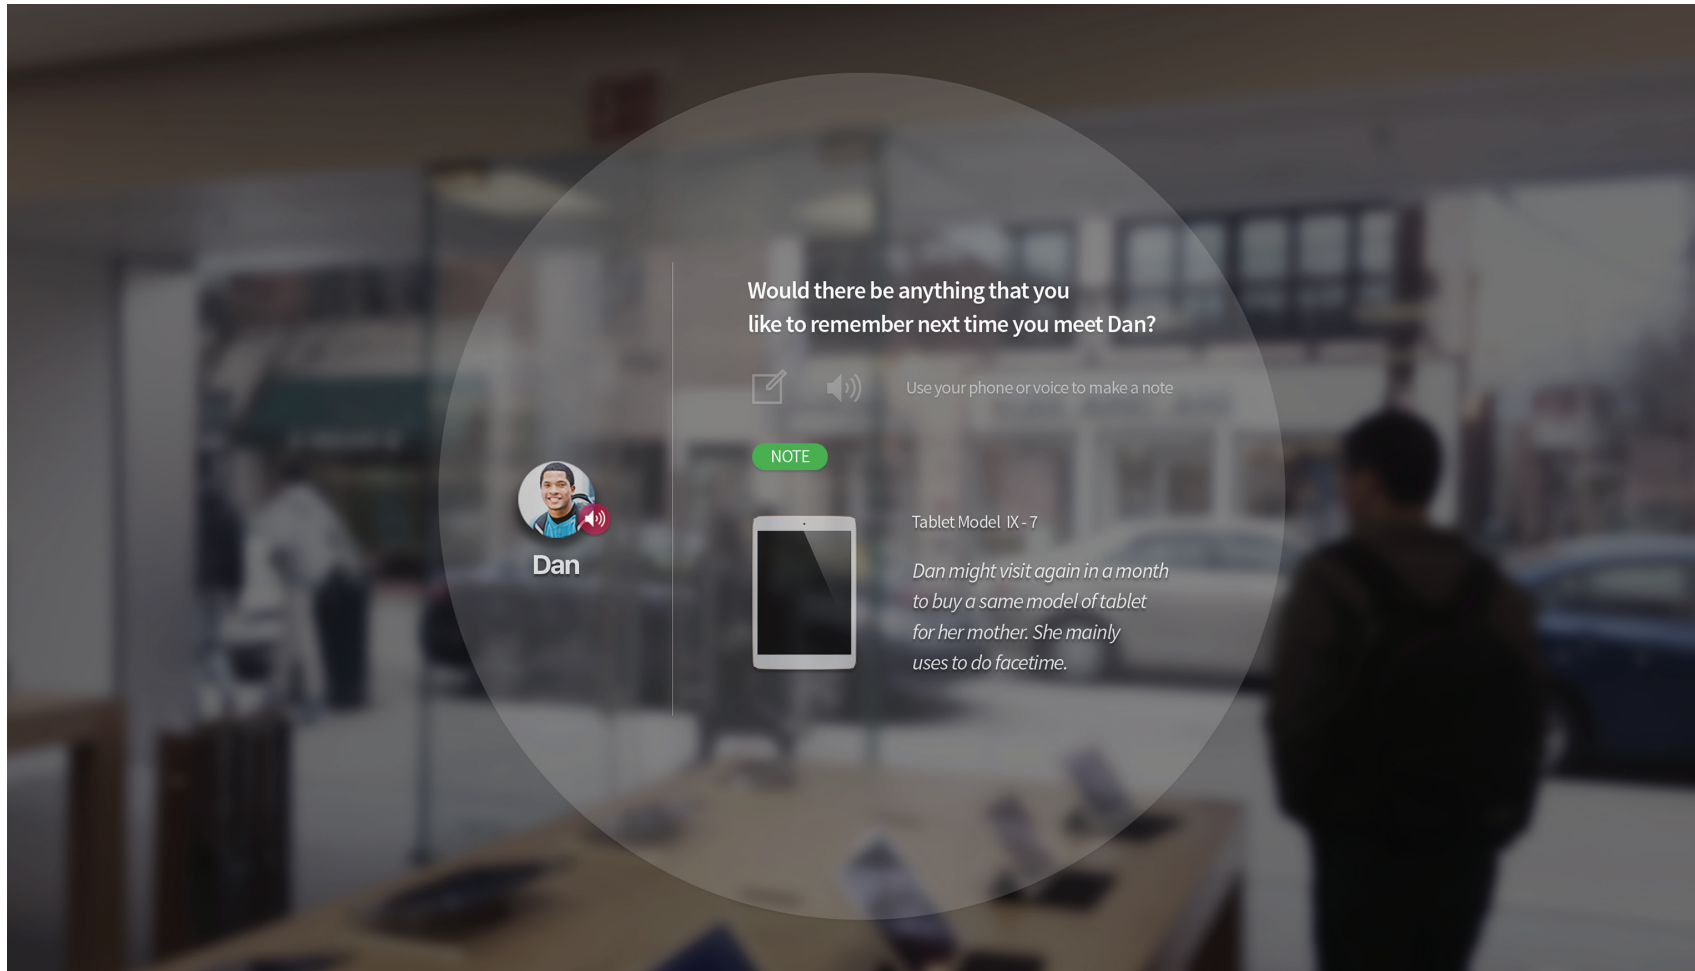 Would there be anything that you
like to remember next time you meet Dan?
Use your phone or voice to make a note
NOTE
Dan
Tablet Model IX - 7
Dan might visit again in a month
to buy a same model of tablet
for her mother. She mainly
uses to do facetime.